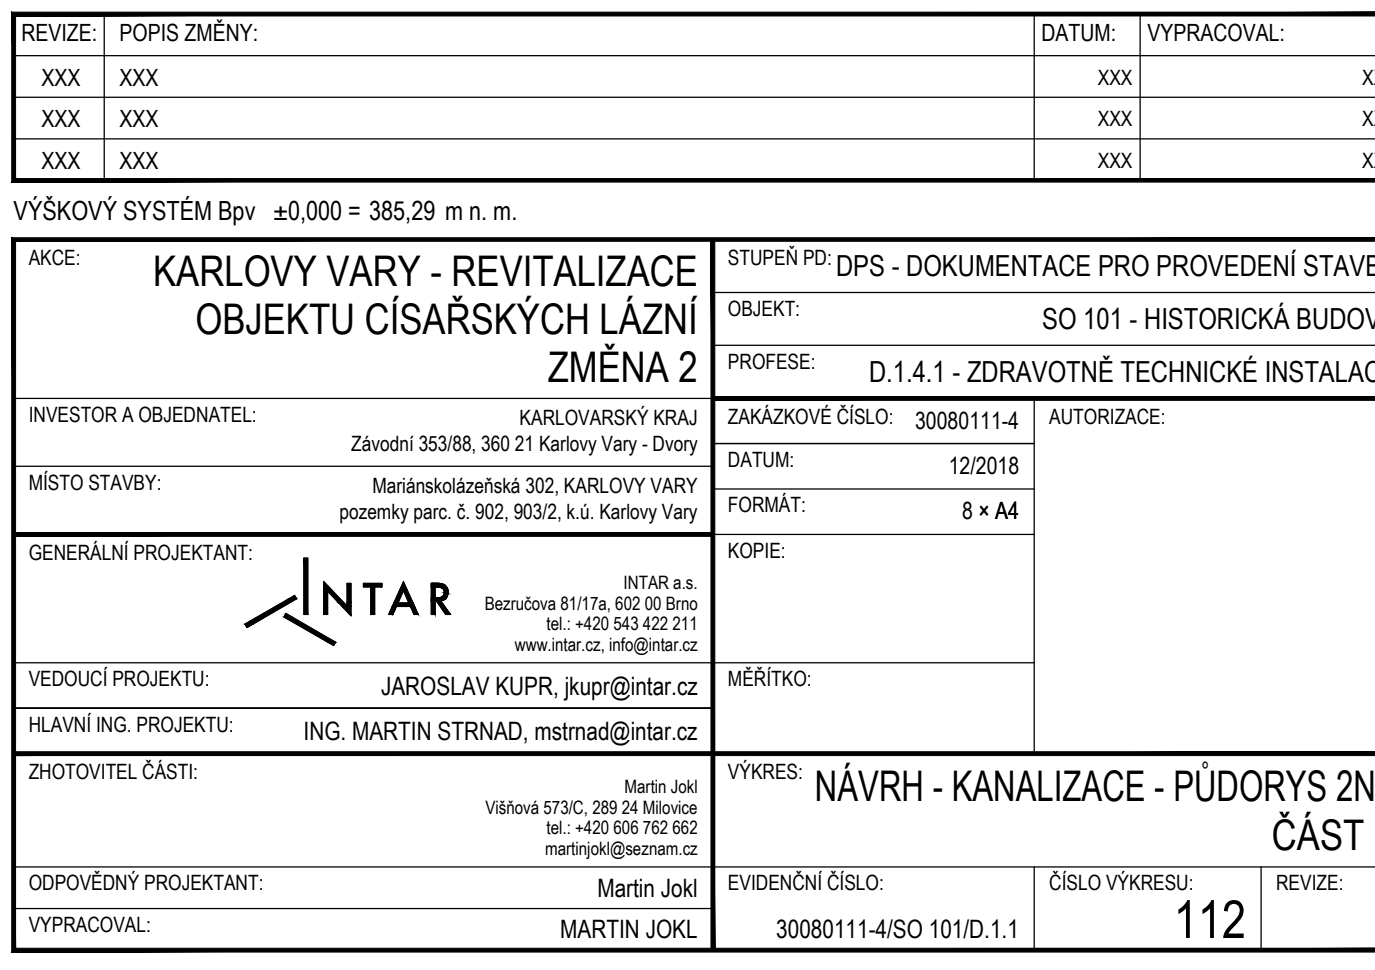 REVIZE: POPIS ZMĚNY: DATUM: VYPRACOVAL:
XXX XXX XXX
XXX XXX XXX
XXX XXX XXX
VÝŠKOVÝ SYSTÉM Bpv ±0,000 = 385,29 m n. m.
AKCE:
KARLOVY VARY - REVITALIZACE
OBJEKTU CÍSAŘSKÝCH LÁZNÍ
ZMĚNA 2
INVESTOR A OBJEDNATEL:
KARLOVARSKÝ KRAJ
Závodní 353/88, 360 21 Karlovy Vary - Dvory
MÍSTO STAVBY:
Mariánskolázeňská 302, KARLOVY VARY
pozemky parc. č. 902, 903/2, k.ú. Karlovy Vary
GENERÁLNÍ PROJEKTANT:
INTAR
INTAR a.s.
Bezručova 81/17a, 602 00 Brno
tel.: +420 543 422 211
www.intar.cz, info@intar.cz
VEDOUCÍ PROJEKTU:
JAROSLAV KUPR, jkupr@intar.cz
HLAVNÍ ING. PROJEKTU:
ING. MARTIN STRNAD, mstrnad@intar.cz
ZHOTOVITEL ČÁSTI:
Martin Jokl
Višňová 573/C, 289 24 Milovice
tel.: +420 606 762 662
martinjokl@seznam.cz
ODPOVĚDNÝ PROJEKTANT:
Martin Jokl
VYPRACOVAL:
MARTIN JOKL
STUPEŇ PD: DPS - DOKUMENTACE PRO PROVEDENÍ
OBJEKT:
SO 101 - HISTORICKÁ
PROFESE:
D.1.4.1 - ZDRAVOTNĚ TECHNICKÉ
ZAKÁZKOVÉ ČÍSLO: 30080111-4
DATUM: 12/2018
FORMÁT: 8 × A4
KOPIE:
MĚŘÍTKO:
AUTORIZACE:
VÝKRES: NÁVRH - KANALIZACE - PŮDORYS
ČÁST
EVIDENČNÍ ČÍSLO:
30080111-4/SO 101/D.1.1
ČÍSLO VÝKRESU:
112
REVIZE: